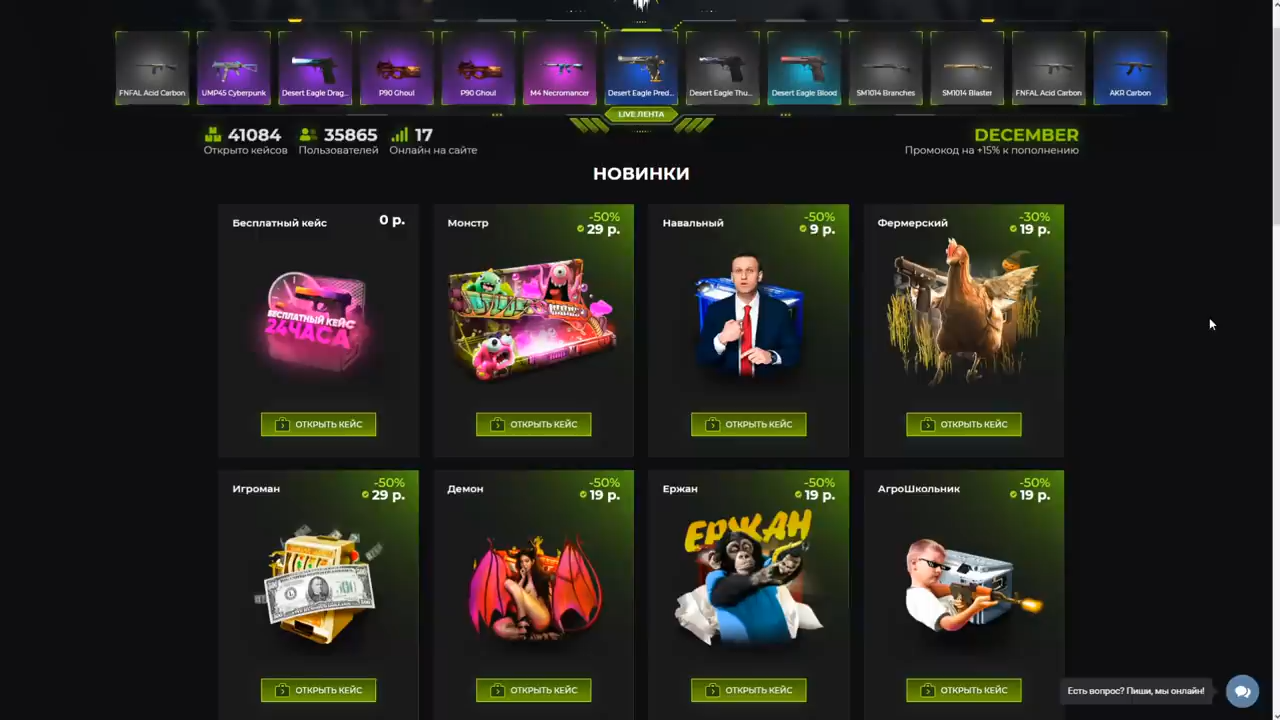 FNFAL Acid Carbon
UMP45 Cyberpunk
Desert Eagle Drag...
P90 Ghoul
P90 Ghoul
M4 Necromancer
Desert Eagle Pred...
Desert Eagle Thu...
Desert Eagle Blood
SM1014 Branches
SM1014 Blaster
FNFAL Acid Carbon
AKR Carbon
LIVE ЛЕНТА
41084
Открыто кейсов
35865
Пользователей
17
Онлайн на сайте
DECEMBER
Промокод на +15% к пополнению
НОВИНКИ
Бесплатный кейс
0 р.
БЕСПЛАТНЫЙ КЕЙС
24ЧАСА
ОТКРЫТЬ КЕЙС
Монстр
-50%
29 р.
ОТКРЫТЬ КЕЙС
Навальный
-50%
9 р.
ОТКРЫТЬ КЕЙС
Фермерский
-30%
19 р.
ОТКРЫТЬ КЕЙС
Игроман
-50%
29 р.
ОТКРЫТЬ КЕЙС
Демон
-50%
19 р.
ОТКРЫТЬ КЕЙС
Ержан
-50%
19 р.
ЕРЖАН
ОТКРЫТЬ КЕЙС
АгроШкольник
-50%
19 р.
ОТКРЫТЬ КЕЙС
Есть вопрос? Пиши, мы онлайн!